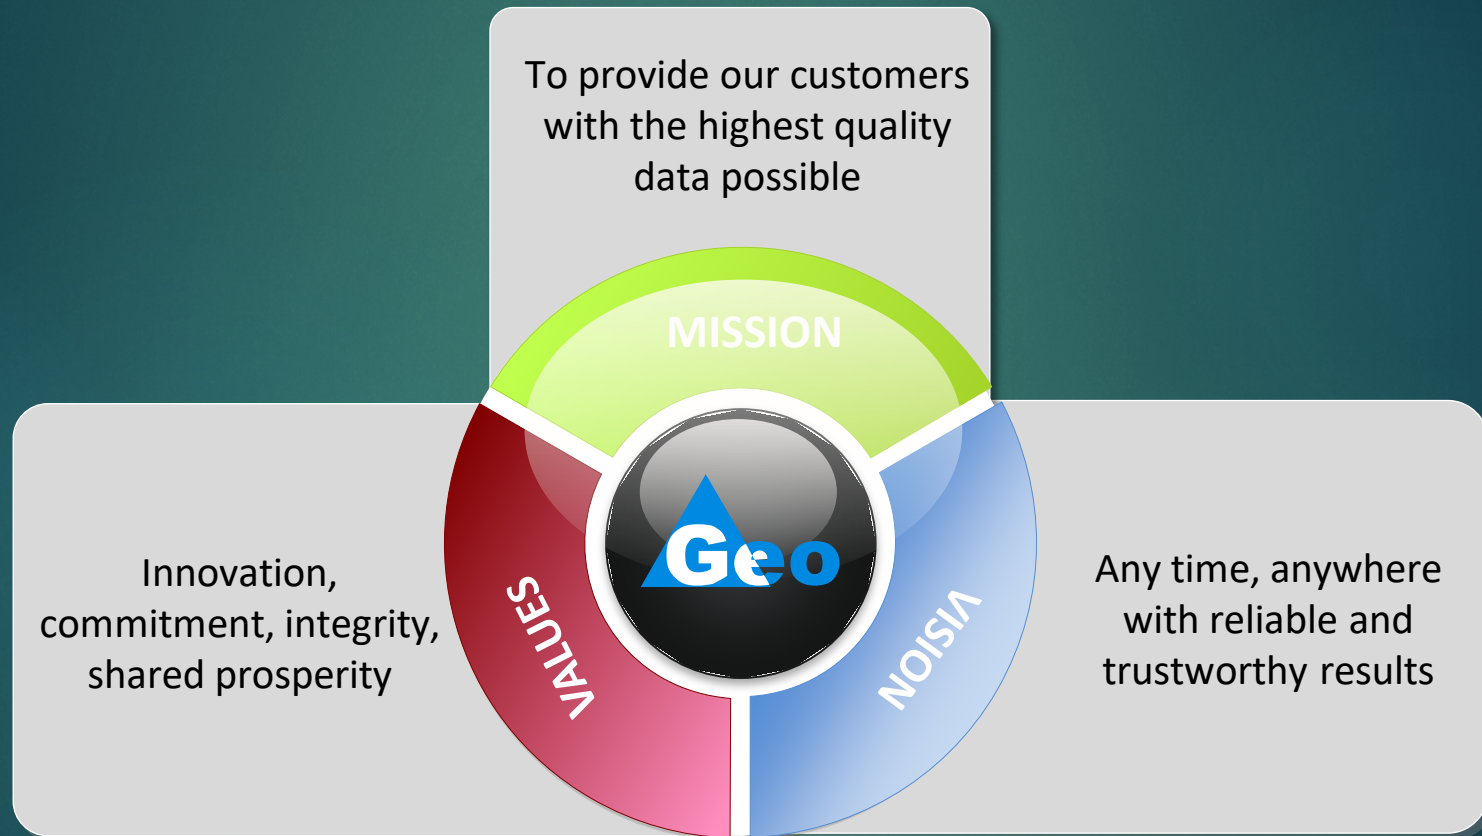 To provide our customers
with the highest quality
data possible
MISSION
Geo
Innovation,
commitment, integrity,
shared prosperity
VALUES
VISION
Any time, anywhere
with reliable and
trustworthy results